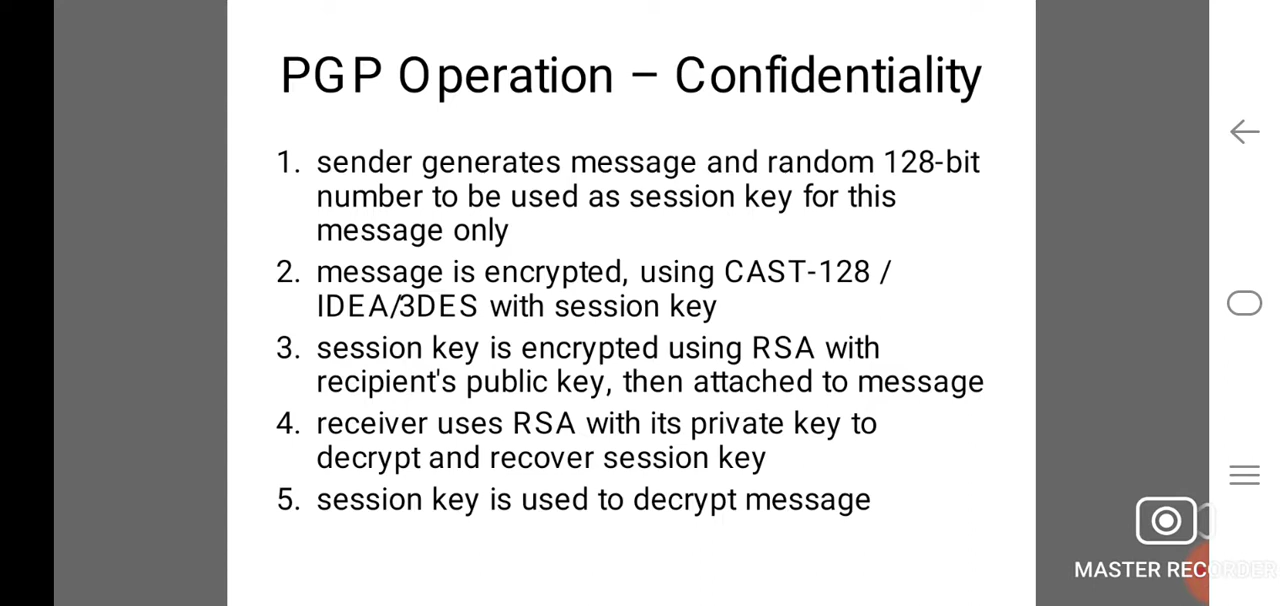 PGP Operation – Confidentiality
1. sender generates message and random 128-bit
number to be used as session key for this
message only
2. message is encrypted, using CAST-128 /
IDEA/3DES with session key
3. session key is encrypted using RSA with
recipient's public key, then attached to message
4. receiver uses RSA with its private key to
decrypt and recover session key
5. session key is used to decrypt message
MASTER RECORDER